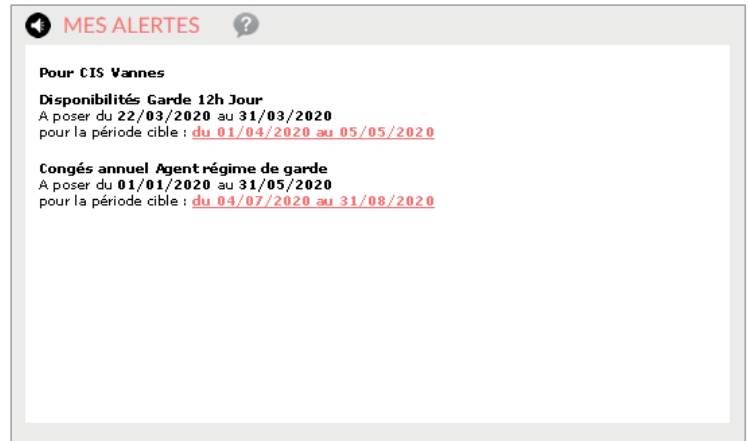 MES ALERTES ?
Pour CIS Vannes
Disponibilités Garde 12h Jour
A poser du 22/03/2020 au 31/03/2020
pour la période cible : du 01/04/2020 au 05/05/2020
Congés annuel Agent régime de garde
A poser du 01/01/2020 au 31/05/2020
pour la période cible : du 04/07/2020 au 31/08/2020